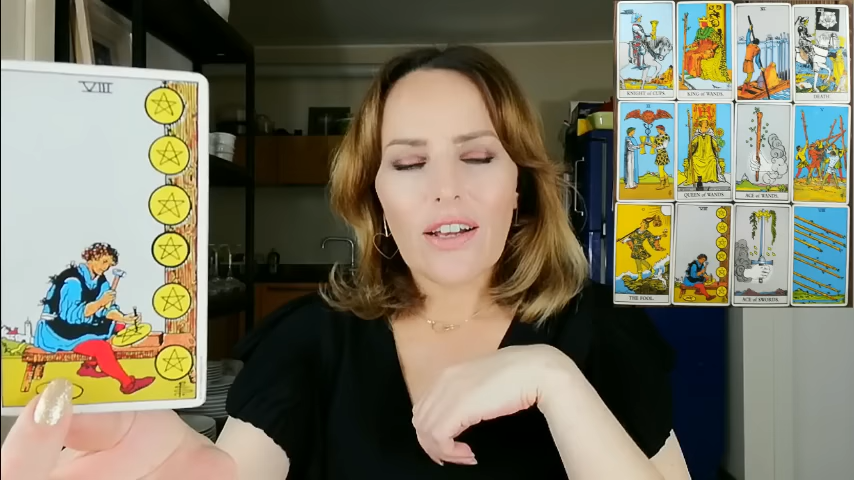 VIII
KNIGHT of CUPS.
KING of WANDS.
VI
DEATH.
QUEEN of WANDS.
ACE of WANDS.
THE FOOL.
ACE of SWORDS.